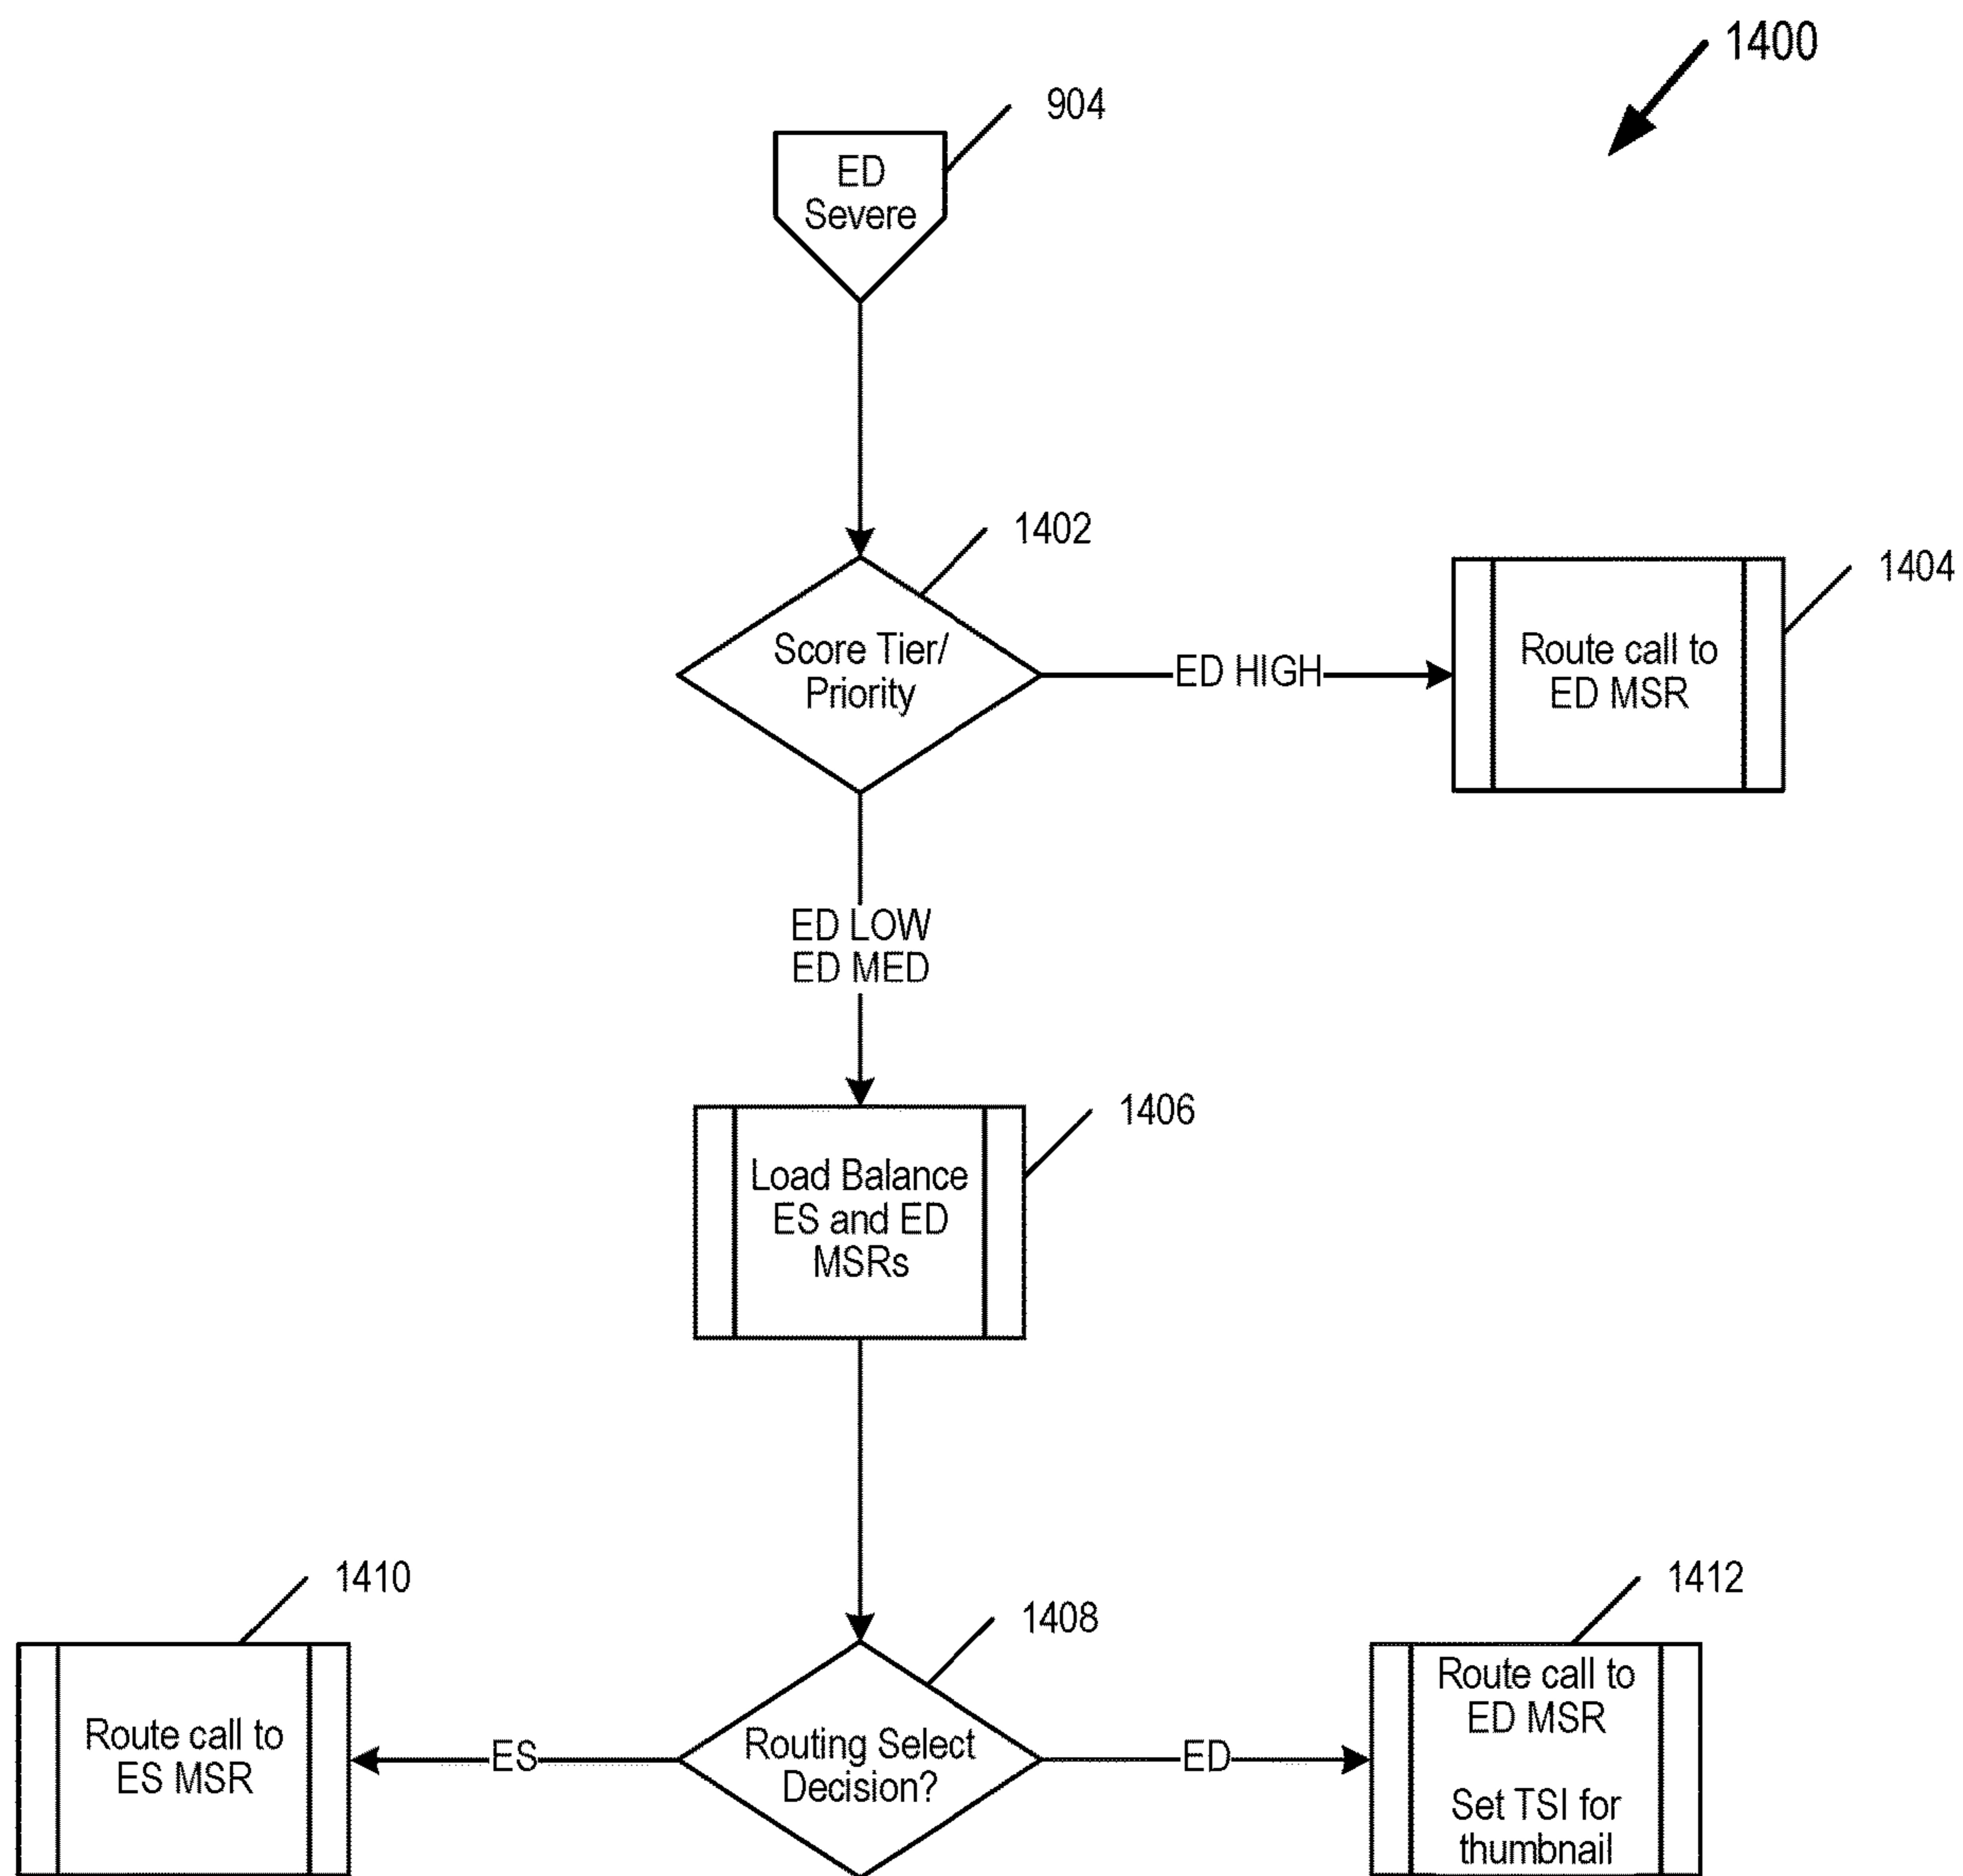 1400
904
ED
Severe
1402
1404
Score Tier/
Priority
ED HIGH
Route call to
ED MSR
ED LOW
ED MED
1406
Load Balance
ES and ED
MSRs
1410
1408
1412
Route call to
ES MSR
ES
Routing Select
Decision?
ED
Route call to
ED MSR
Set TSI for
thumbnail